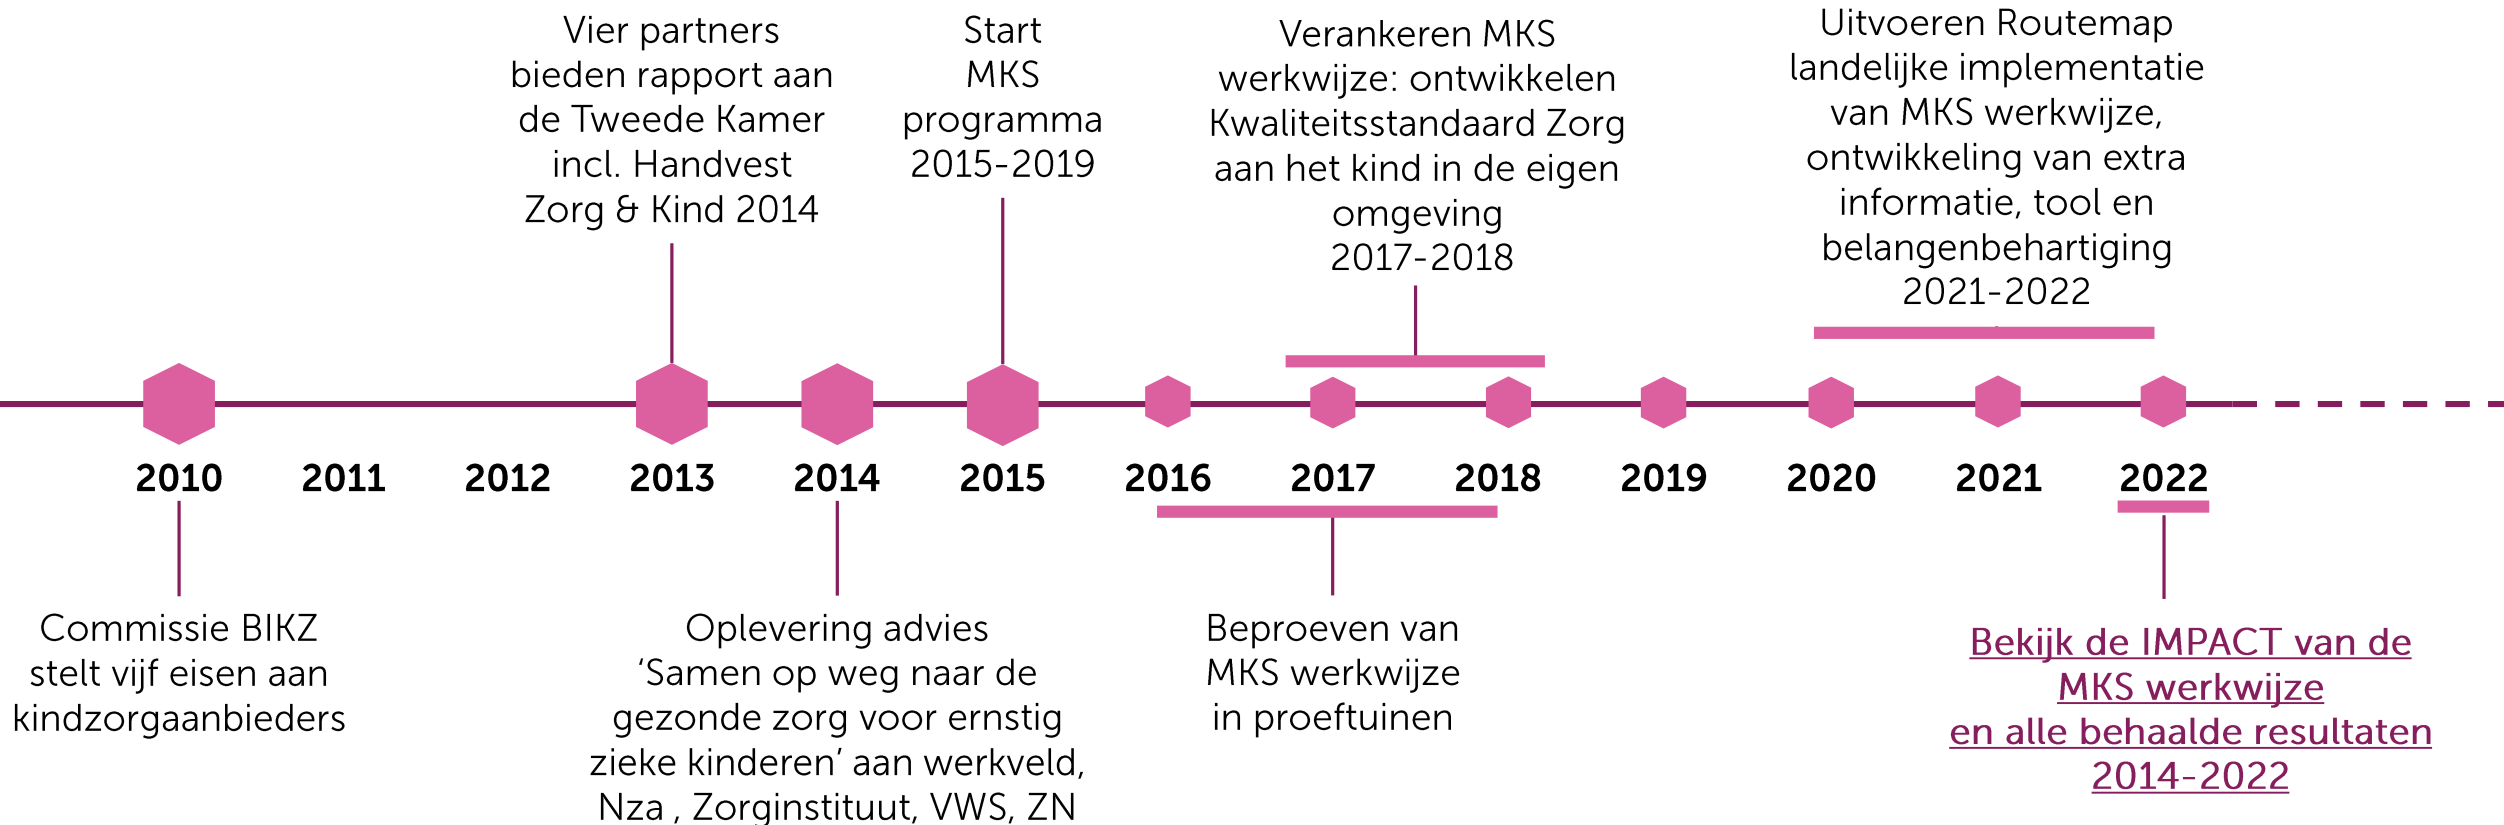 Vier partners
bieden rapport aan
de Tweede Kamer
incl. Handvest
Zorg & Kind 2014
Start
MKS
programma
2015-2019
Verankeren MKS
werkwijze: ontwikkelen
Kwaliteitsstandaard Zorg
aan het kind in de eigen
omgeving
2017-2018
Uitvoeren Routemap
landelijke implementatie
van MKS werkwijze,
ontwikkeling van extra
informatie, tool en
belangenbehartiging
2021-2022
2010 2011 2012 2013 2014 2015 2016 2017 2018 2019 2020 2021 2022
Commissie BIKZ
stelt vijf eisen aan
kindzorgaanbieders
Oplevering advies
‘Samen op weg naar de
gezonde zorg voor ernstig
zieke kinderen’ aan werkveld,
Nza , Zorginstituut, VWS, ZN
Beproeven van
MKS werkwijze
in proeftuinen
Bekijk de IMPACT van de
MKS werkwijze
en alle behaalde resultaten
2014-2022